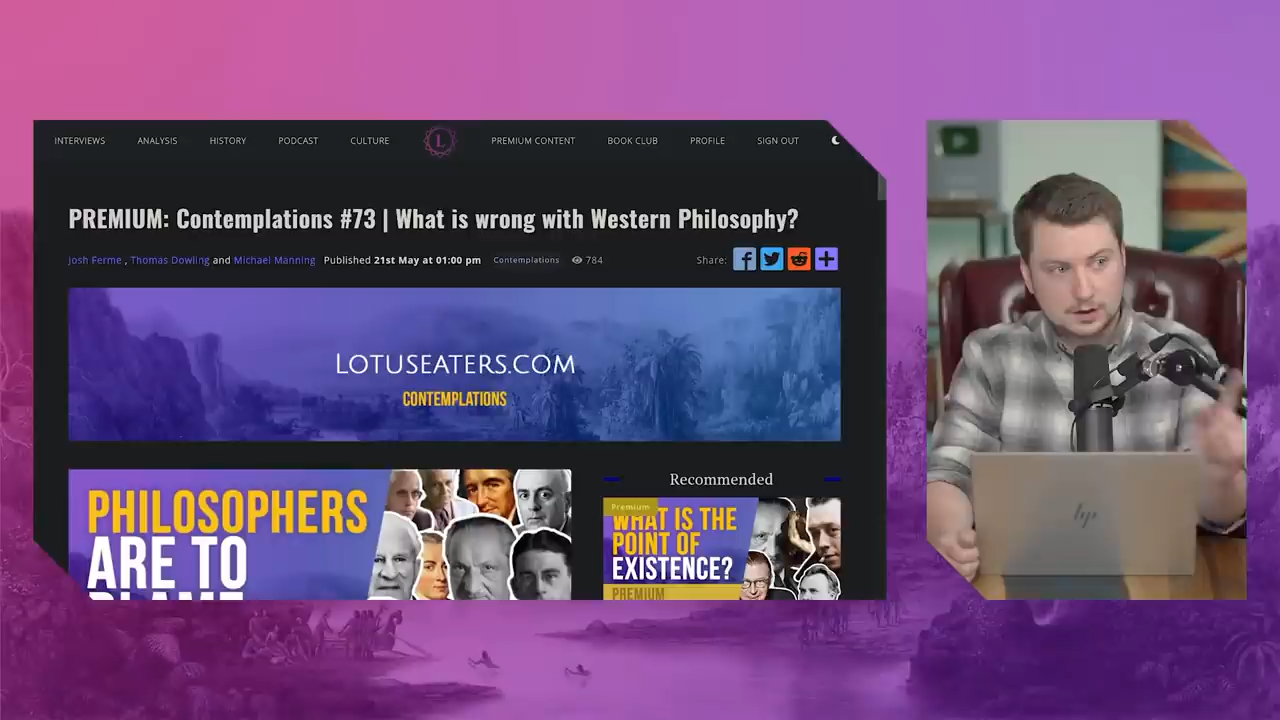 INTERVIEWS ANALYSIS HISTORY PODCAST CULTURE L PREMIUM CONTENT BOOK CLUB PROFILE SIGN OUT
PREMIUM: Contemplations #73 | What is wrong with Western Philosophy?
Josh Ferme , Thomas Dowling and Michael Manning Published 21st May at 01:00 pm Contemplations 784 Share:
LOTUSEATERS.COM
CONTEMPLATIONS
PHILOSOPHERS
ARE TO
BLAME
Recommended
Premium
WHAT IS THE
POINT OF
EXISTENCE?
PREMIUM
hp